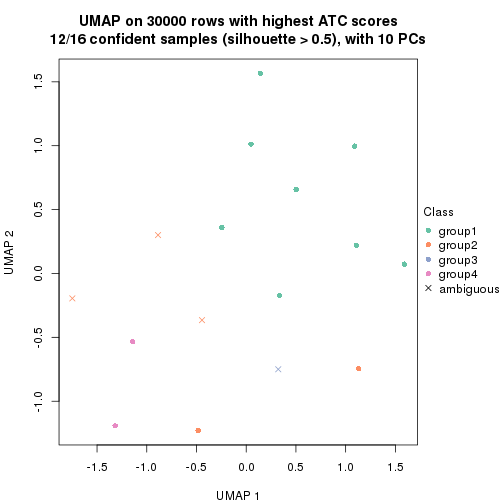 UMAP on 30000 rows with highest ATC scores
12/16 confident samples (silhouette > 0.5), with 10 PCs
UMAP 2
1.5
1.0
0.5
0.0
-0.5
-1.0
-1.5
-1.0
-0.5
0.0
0.5
1.0
1.5
UMAP 1
Class
group1
group2
group3
group4
ambiguous